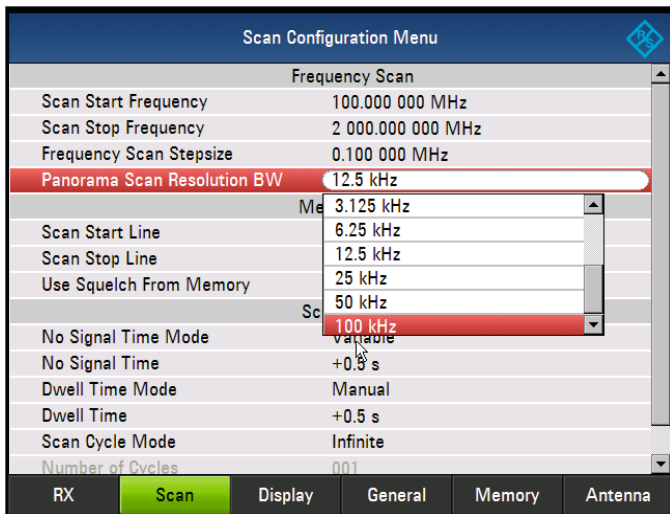 Scan Configuration Menu
R S
Frequency Scan
Scan Start Frequency 100.000 000 MHz
Scan Stop Frequency 2 000.000 000 MHz
Frequency Scan Stepsize 0.100 000 MHz
Panorama Scan Resolution BW 12.5 kHz
Me 3.125 kHz
Scan Start Line 6.25 kHz
Scan Stop Line 12.5 kHz
Use Squelch From Memory 25 kHz
50 kHz
Sc 100 kHz
No Signal Time Mode Variable
No Signal Time +0.5 s
Dwell Time Mode Manual
Dwell Time +0.5 s
Scan Cycle Mode Infinite
Number of Cycles 001
RX Scan Display General Memory Antenna